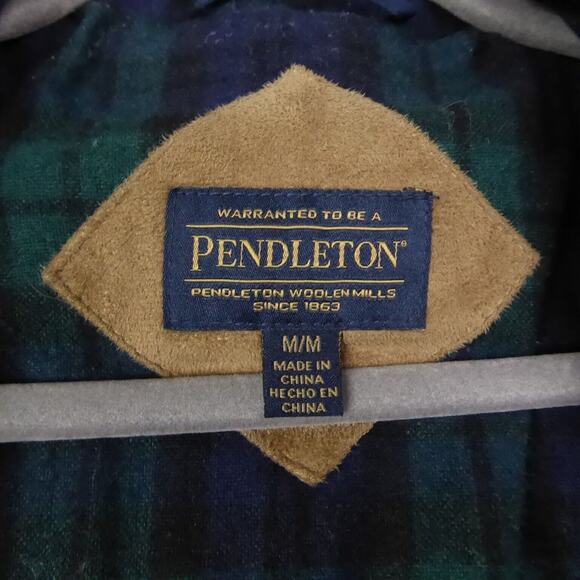 WARRANTED TO BE A
PENDLETON®
PENDLETON WOOLEN MILLS
SINCE 1863
M/M
MADE IN
CHINA
HECHO EN
CHINA